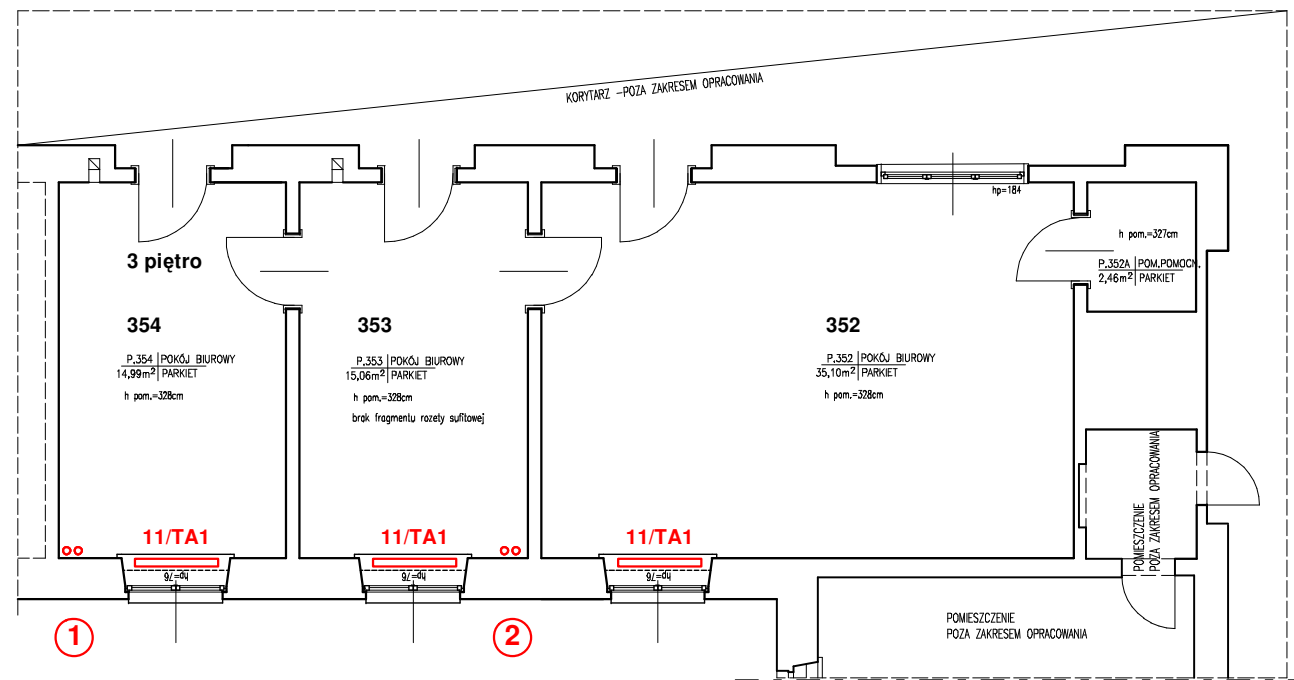 KORYTARZ -POZA ZAKRESEM OPRACOWANIA
hp=184
h pom.=327cm
P.352A POM.POMOCN.
2,46m² PARKIET
3 piętro
354
353
352
P.354 POKÓJ BIUROWY
14,99m² PARKIET
h pom.=328cm
P.353 POKÓJ BIUROWY
15,06m² PARKIET
h pom.=328cm
brak fragmentu rozety sufitowej
P.352 POKÓJ BIUROWY
35,10m² PARKIET
h pom.=328cm
POMIESZCZENIE
POZA ZAKRESEM OPRACOWANIA
11/TA1
11/TA1
11/TA1
hp=76
hp=76
hp=76
1
2
POMIESZCZENIE
POZA ZAKRESEM OPRACOWANIA